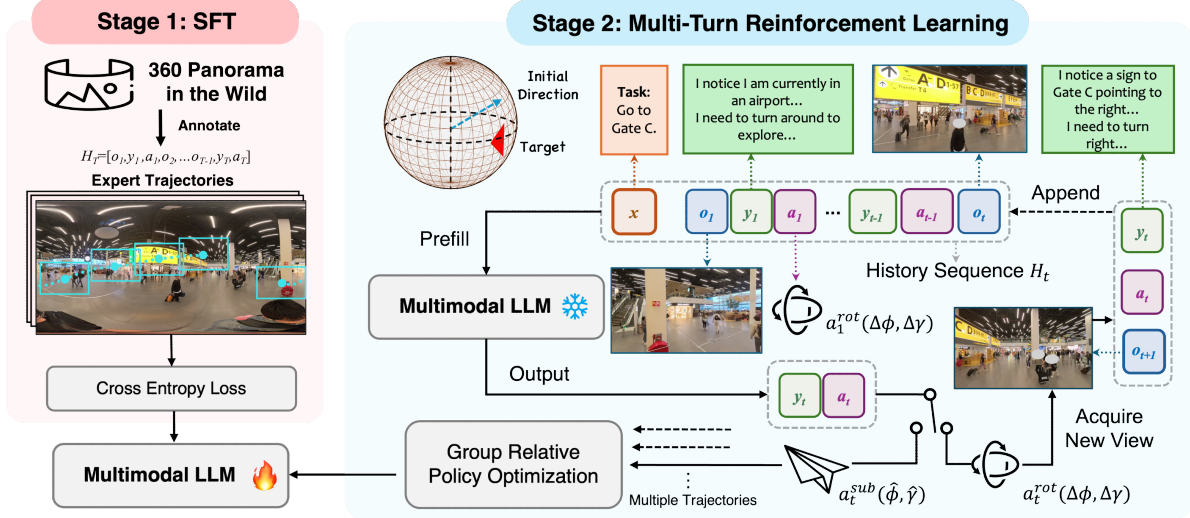 Stage 1: SFT
360 Panorama
in the Wild
Annotate
H_T=[o_1,y_1,a_1,o_2,...o_{T-1},y_T,a_T]
Expert Trajectories
Cross Entropy Loss
Multimodal LLM
Stage 2: Multi-Turn Reinforcement Learning
Initial
Direction
Target
Task:
Go to
Gate C.
I notice I am currently in
an airport...
I need to turn around to
explore...
I notice a sign to
Gate C pointing to
the right...
I need to turn
right...
x
o_1
y_1
a_1
...
y_{t-1}
a_{t-1}
o_t
Append
y_t
a_t
o_{t+1}
Prefill
History Sequence H_t
Multimodal LLM
a_1^{rot}(Δϕ,Δγ)
Output
y_t
a_t
Acquire
New View
Group Relative
Policy Optimization
Multiple Trajectories
a_t^{sub}(ϕ̂,γ̂)
a_t^{rot}(Δϕ,Δγ)